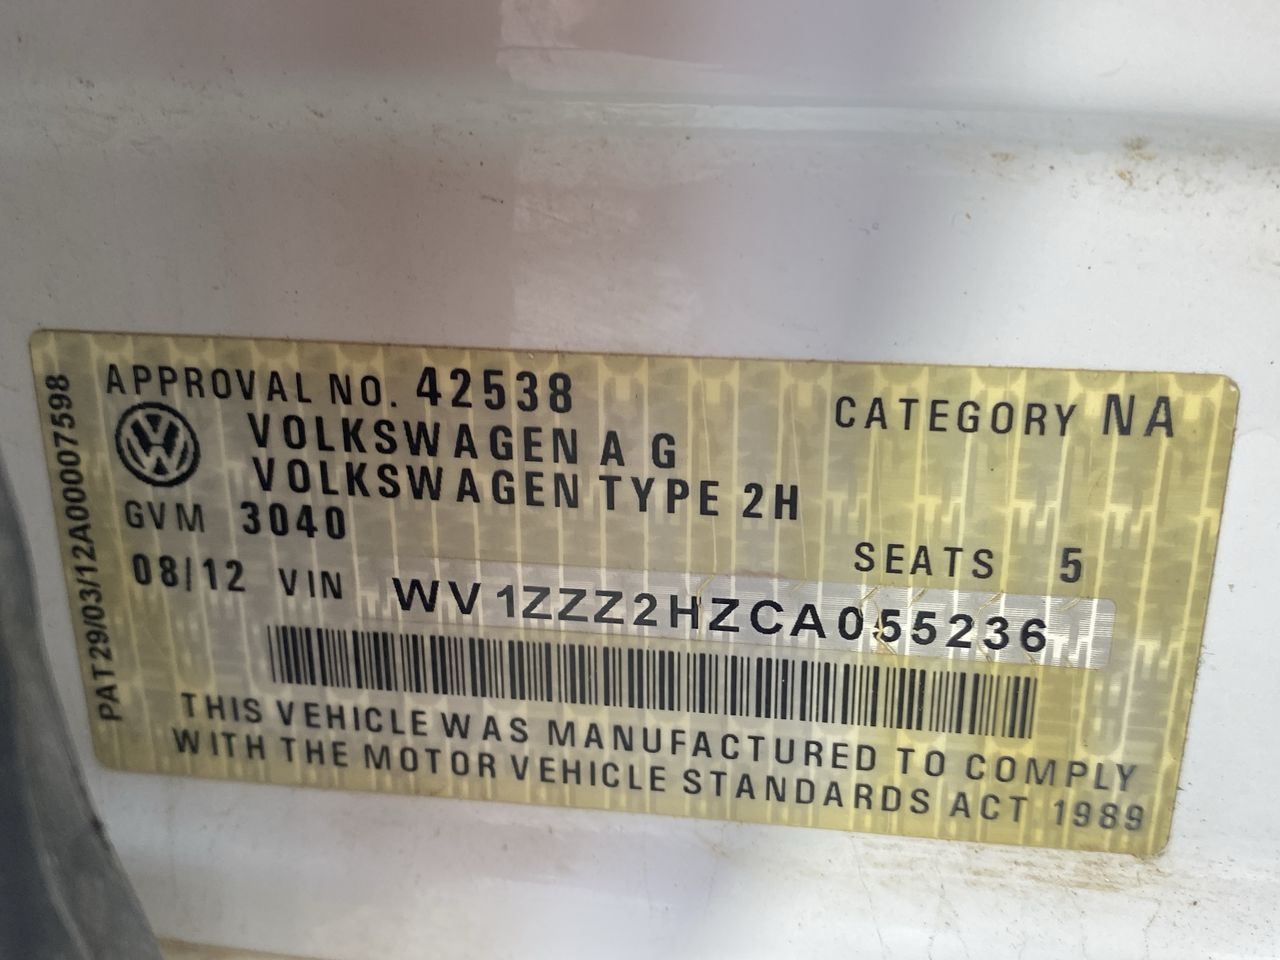 APPROVAL NO. 42538
CATEGORY NA
VOLKSWAGEN A G
VOLKSWAGEN TYPE 2H
GVM 3040
SEATS 5
08/12 VIN WV1ZZZ2HZCA055236
THIS VEHICLE WAS MANUFACTURED TO COMPLY
WITH THE MOTOR VEHICLE STANDARDS ACT 1989
PAT29/03/12A00007598